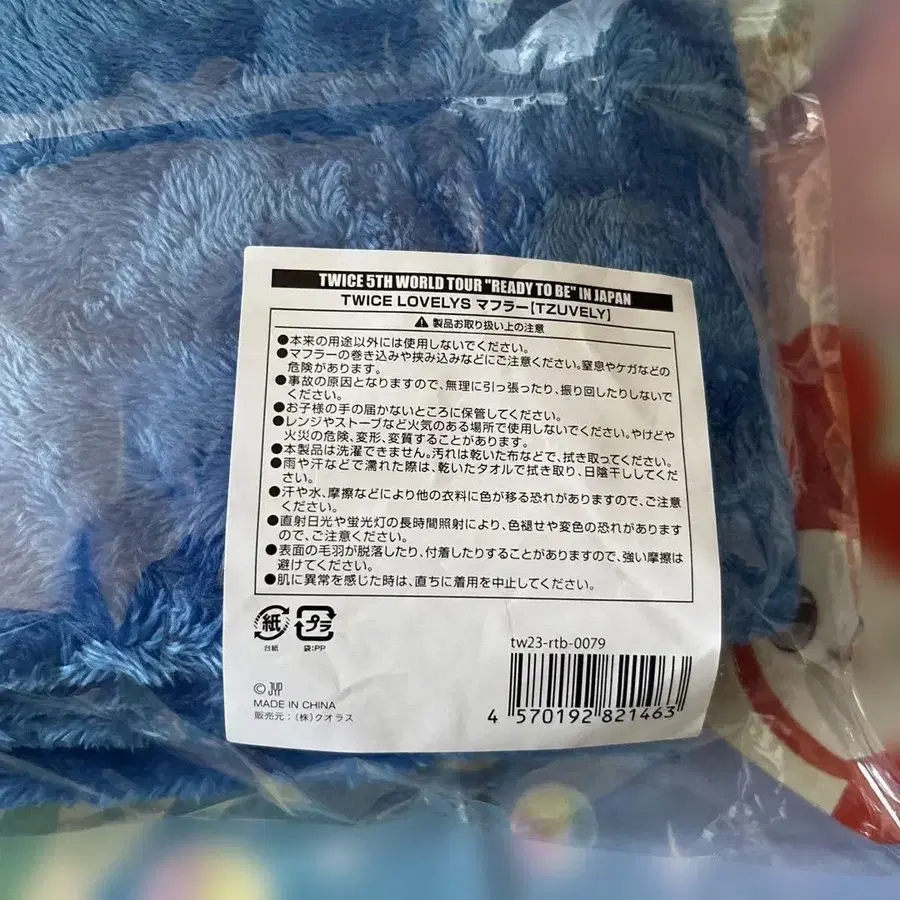 TWICE 5TH WORLD TOUR "READY TO BE" IN JAPAN
TWICE LOVELYS マフラー[TZUVELY]
⚠ 製品お取り扱い上の注意
●本来の用途以外には使用しないでください。
●マフラーの巻き込みや挟み込みなどにご注意ください。窒息やケガなどの
危険があります。
●事故の原因となりますので、無理に引っ張ったり、振り回したりしないで
ください。
●お子様の手の届かないところに保管してください。
●レンジやストーブなど火気のある場所で使用しないでください。やけどや
火災の危険、変形、変質することがあります。
●本製品は洗濯できません。汚れは乾いた布などで、拭き取ってください。
●雨や汗などで濡れた際は、乾いたタオルで拭き取り、日陰干ししてくだ
さい。
●汗や水、摩擦などにより他の衣料に色が移る恐れがありますので、ご注意
ください。
●直射日光や蛍光灯の長時間照射により、色褪せや変色の恐れがあります
ので、ご注意ください。
●表面の毛羽が脱落したり、付着したりすることがありますので、強い摩擦は
避けてください。
●肌に異常を感じた時は、直ちに着用を中止してください。
紙 プラ
台紙 袋:PP
tw23-rtb-0079
© JYP
MADE IN CHINA
販売元:(株)クオラス
4 570192 821463